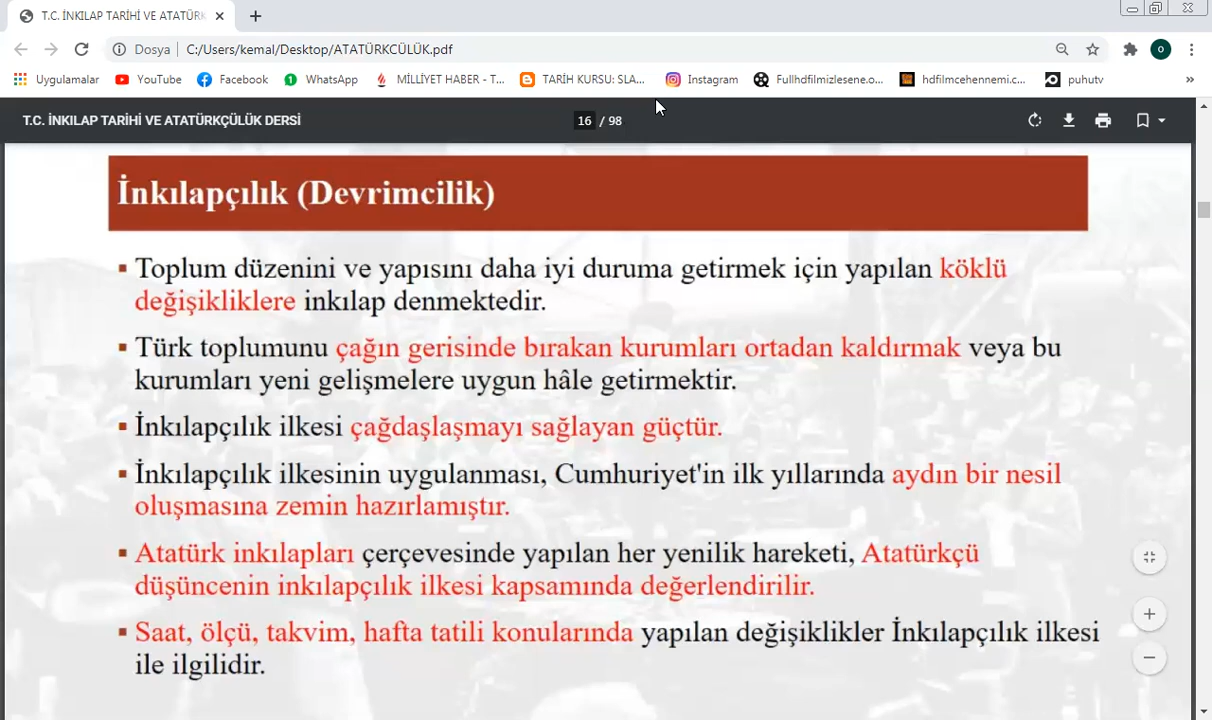 T.C. İNKILAP TARİHİ VE ATATÜRK
Dosya C:/Users/kemal/Desktop/ATATÜRKCÜLÜK.pdf
Uygulamalar YouTube Facebook WhatsApp MİLLİYET HABER - T... TARİH KURSU: SLA... Instagram Fullhdfilmizlesene.o... hdfilmcehennemi.c... puhutv »
T.C. İNKILAP TARİHİ VE ATATÜRKÇÜLÜK DERSİ 16 / 98
İnkılapçılık (Devrimcilik)
▪ Toplum düzenini ve yapısını daha iyi duruma getirmek için yapılan köklü
değişikliklere inkılap denmektedir.
▪ Türk toplumunu çağın gerisinde bırakan kurumları ortadan kaldırmak veya bu
kurumları yeni gelişmelere uygun hâle getirmektir.
▪ İnkılapçılık ilkesi çağdaşlaşmayı sağlayan güçtür.
▪ İnkılapçılık ilkesinin uygulanması, Cumhuriyet'in ilk yıllarında aydın bir nesil
oluşmasına zemin hazırlamıştır.
▪ Atatürk inkılapları çerçevesinde yapılan her yenilik hareketi, Atatürkçü
düşüncenin inkılapçılık ilkesi kapsamında değerlendirilir.
▪ Saat, ölçü, takvim, hafta tatili konularında yapılan değişiklikler İnkılapçılık ilkesi
ile ilgilidir.